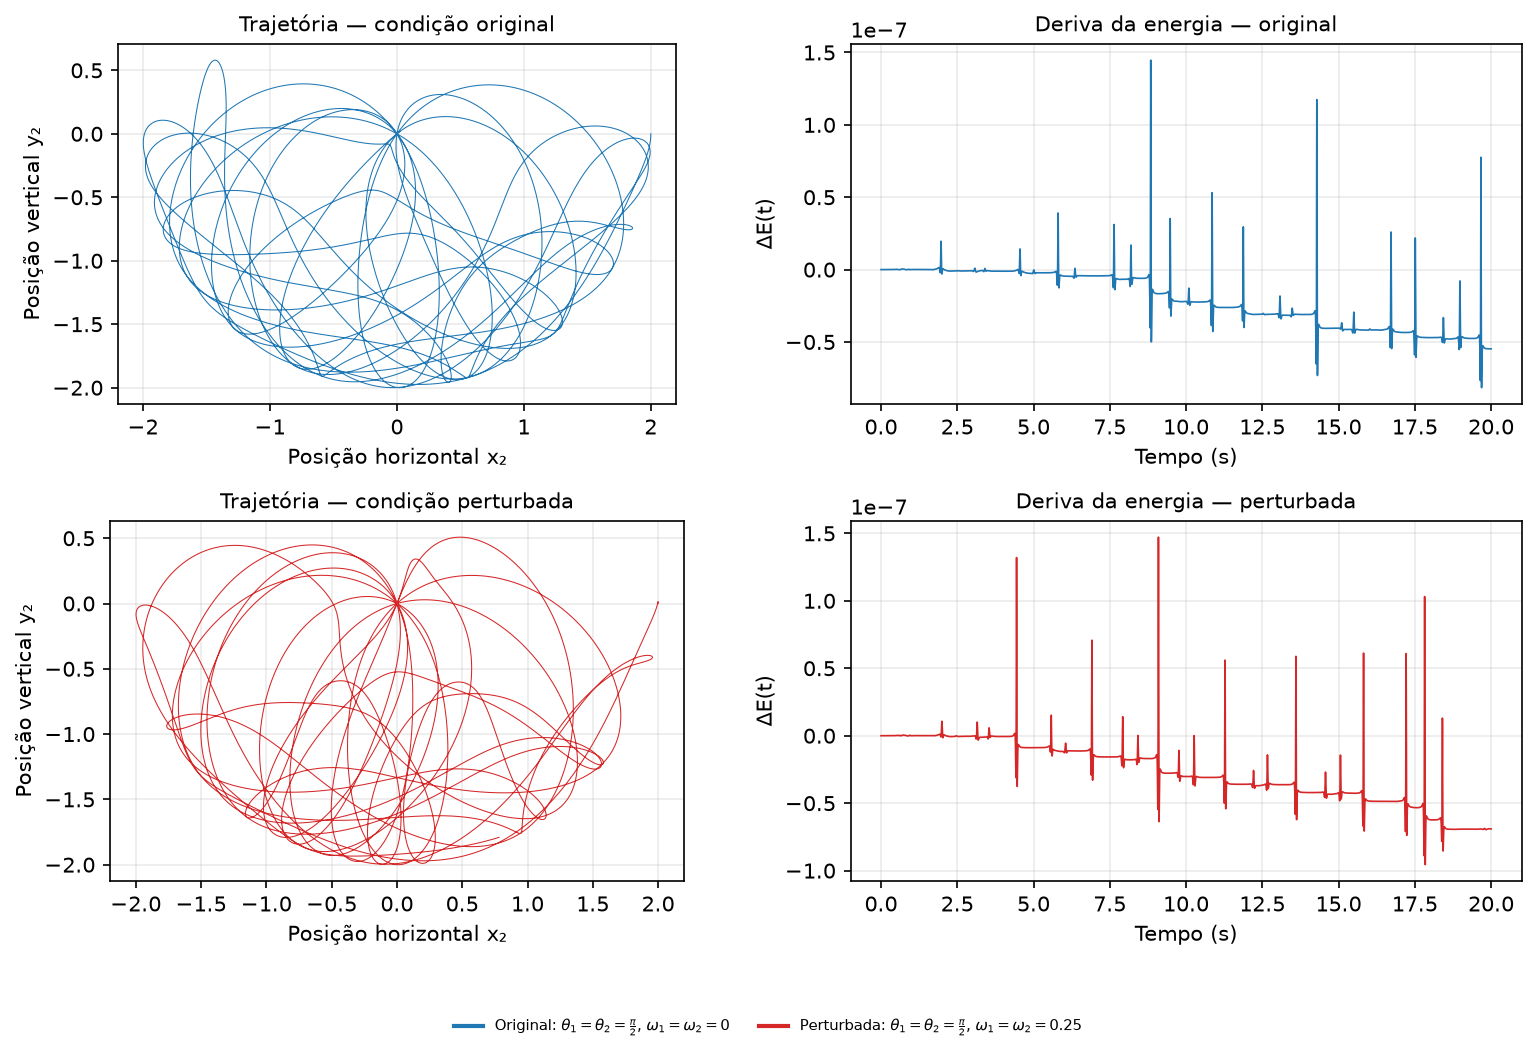 Trajetória — condição original
0.5
0.0
−0.5
−1.0
−1.5
−2.0
−2 −1 0 1 2
Posição vertical y₂
Posição horizontal x₂
Deriva da energia — original
1e−7
1.5
1.0
0.5
0.0
−0.5
0.0 2.5 5.0 7.5 10.0 12.5 15.0 17.5 20.0
ΔE(t)
Tempo (s)
Trajetória — condição perturbada
0.5
0.0
−0.5
−1.0
−1.5
−2.0
−2.0 −1.5 −1.0 −0.5 0.0 0.5 1.0 1.5 2.0
Posição vertical y₂
Posição horizontal x₂
Deriva da energia — perturbada
1e−7
1.5
1.0
0.5
0.0
−0.5
−1.0
0.0 2.5 5.0 7.5 10.0 12.5 15.0 17.5 20.0
ΔE(t)
Tempo (s)
Original: θ₁ = θ₂ = π/2, ω₁ = ω₂ = 0
Perturbada: θ₁ = θ₂ = π/2, ω₁ = ω₂ = 0.25